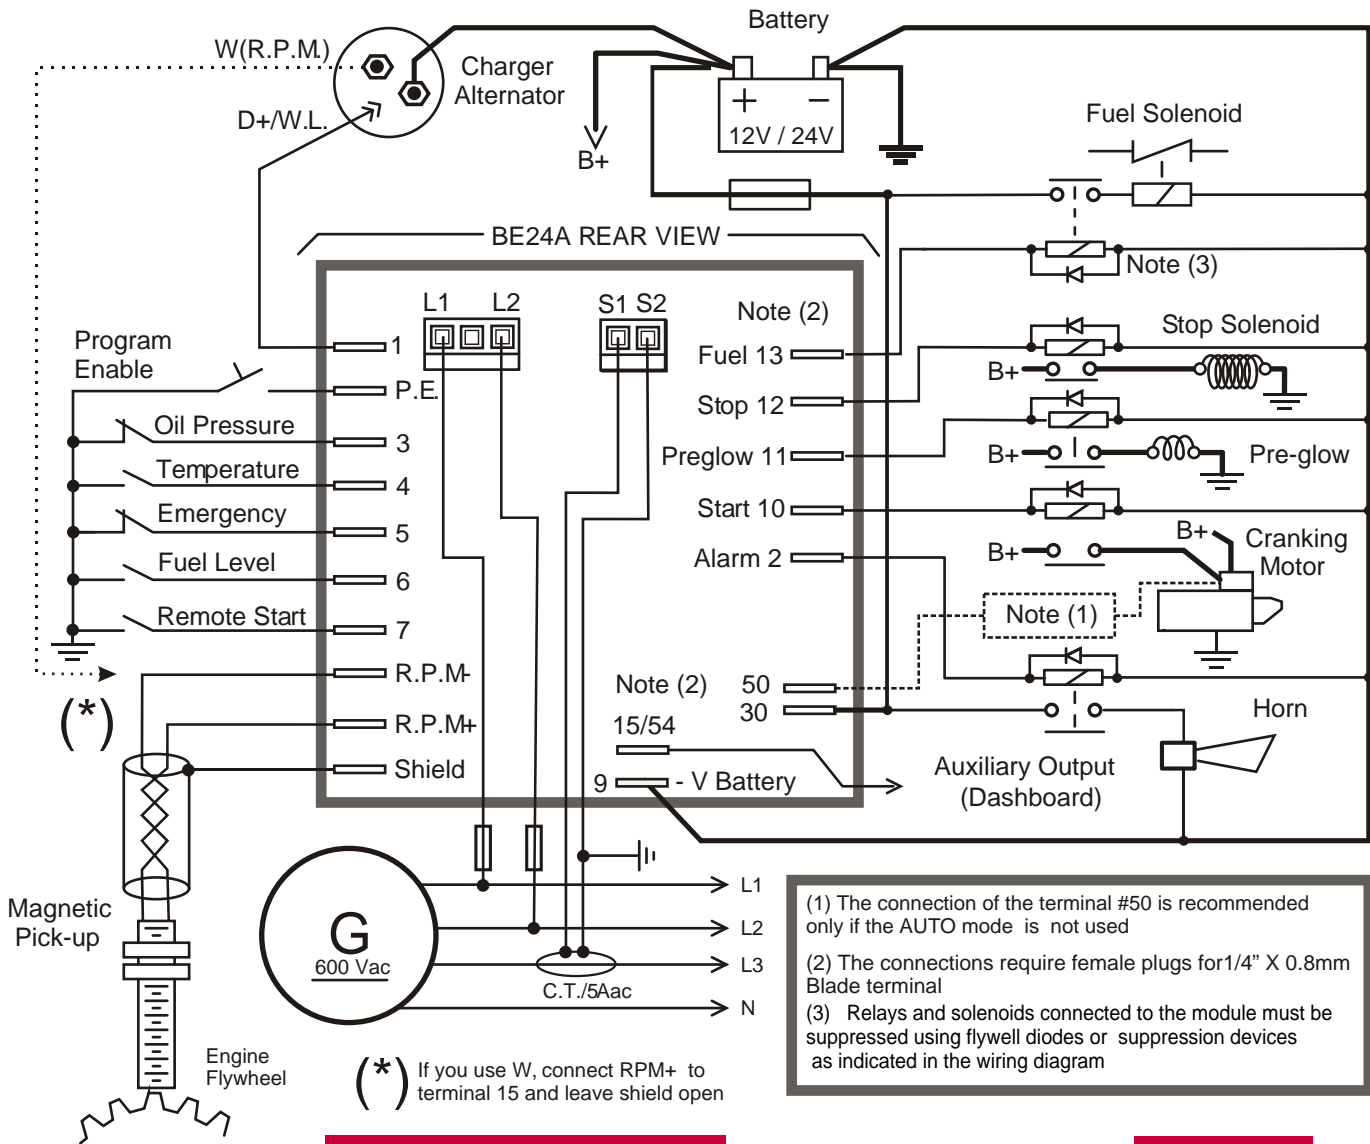 Battery
W(R.P.M.)
Charger
Alternator
D+/W.L.
B+
+ −
12V / 24V
Fuel Solenoid
BE24A REAR VIEW
Note (3)
L1 L2
S1 S2
Note (2)
Program
Enable
1
P.E.
Oil Pressure
3
Temperature
4
Emergency
5
Fuel Level
6
Remote Start
7
R.P.M-
R.P.M+
Shield
(*)
Fuel 13
Stop 12
Preglow 11
Start 10
Alarm 2
Stop Solenoid
B+
B+
Pre-glow
B+
B+
Cranking
Motor
Note (1)
Note (2)
50
30
15/54
9 - V Battery
Auxiliary Output
(Dashboard)
Horn
Magnetic
Pick-up
G
600 Vac
L1
L2
L3
N
C.T./5Aac
Engine
Flywheel
(*) If you use W, connect RPM+ to
terminal 15 and leave shield open
(1) The connection of the terminal #50 is recommended
only if the AUTO mode is not used
(2) The connections require female plugs for1/4” X 0.8mm
Blade terminal
(3) Relays and solenoids connected to the module must be
suppressed using flywell diodes or suppression devices
as indicated in the wiring diagram